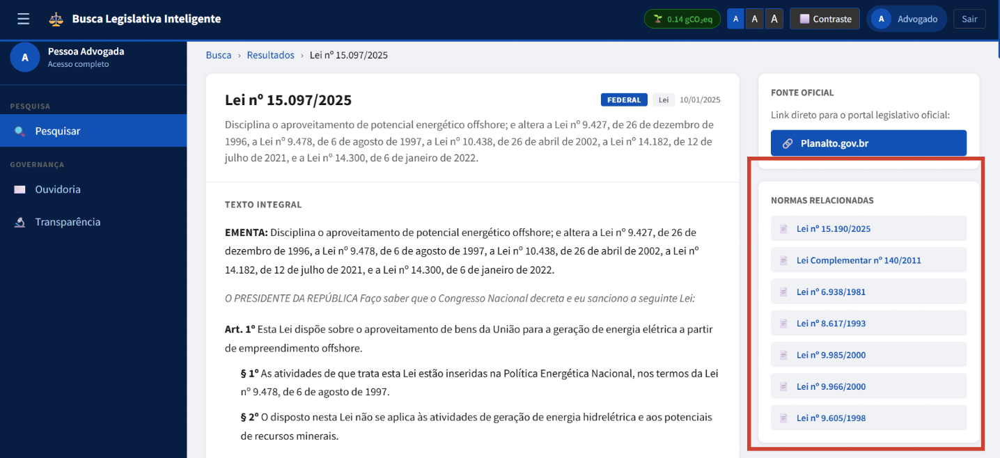 Busca Legislativa Inteligente
0.14 gCO₂eq
A
A
A
Contraste
A
Advogado
Sair
A
Pessoa Advogada
Acesso completo
PESQUISA
Pesquisar
GOVERNANÇA
Ouvidoria
Transparência
Busca › Resultados › Lei nº 15.097/2025
Lei nº 15.097/2025
FEDERAL
Lei
10/01/2025
Disciplina o aproveitamento de potencial energético offshore; e altera a Lei nº 9.427, de 26 de dezembro de
1996, a Lei nº 9.478, de 6 de agosto de 1997, a Lei nº 10.438, de 26 de abril de 2002, a Lei nº 14.182, de 12 de
julho de 2021, e a Lei nº 14.300, de 6 de janeiro de 2022.
TEXTO INTEGRAL
EMENTA: Disciplina o aproveitamento de potencial energético offshore; e altera a Lei nº 9.427, de 26 de
dezembro de 1996, a Lei nº 9.478, de 6 de agosto de 1997, a Lei nº 10.438, de 26 de abril de 2002, a Lei nº
14.182, de 12 de julho de 2021, e a Lei nº 14.300, de 6 de janeiro de 2022.
O PRESIDENTE DA REPÚBLICA Faço saber que o Congresso Nacional decreta e eu sanciono a seguinte Lei:
Art. 1º Esta Lei dispõe sobre o aproveitamento de bens da União para a geração de energia elétrica a partir
de empreendimento offshore.
§ 1º As atividades de que trata esta Lei estão inseridas na Política Energética Nacional, nos termos da Lei
nº 9.478, de 6 de agosto de 1997.
§ 2º O disposto nesta Lei não se aplica às atividades de geração de energia hidrelétrica e aos potenciais
de recursos minerais.
FONTE OFICIAL
Link direto para o portal legislativo oficial:
Planalto.gov.br
NORMAS RELACIONADAS
Lei nº 15.190/2025
Lei Complementar nº 140/2011
Lei nº 6.938/1981
Lei nº 8.617/1993
Lei nº 9.985/2000
Lei nº 9.966/2000
Lei nº 9.605/1998